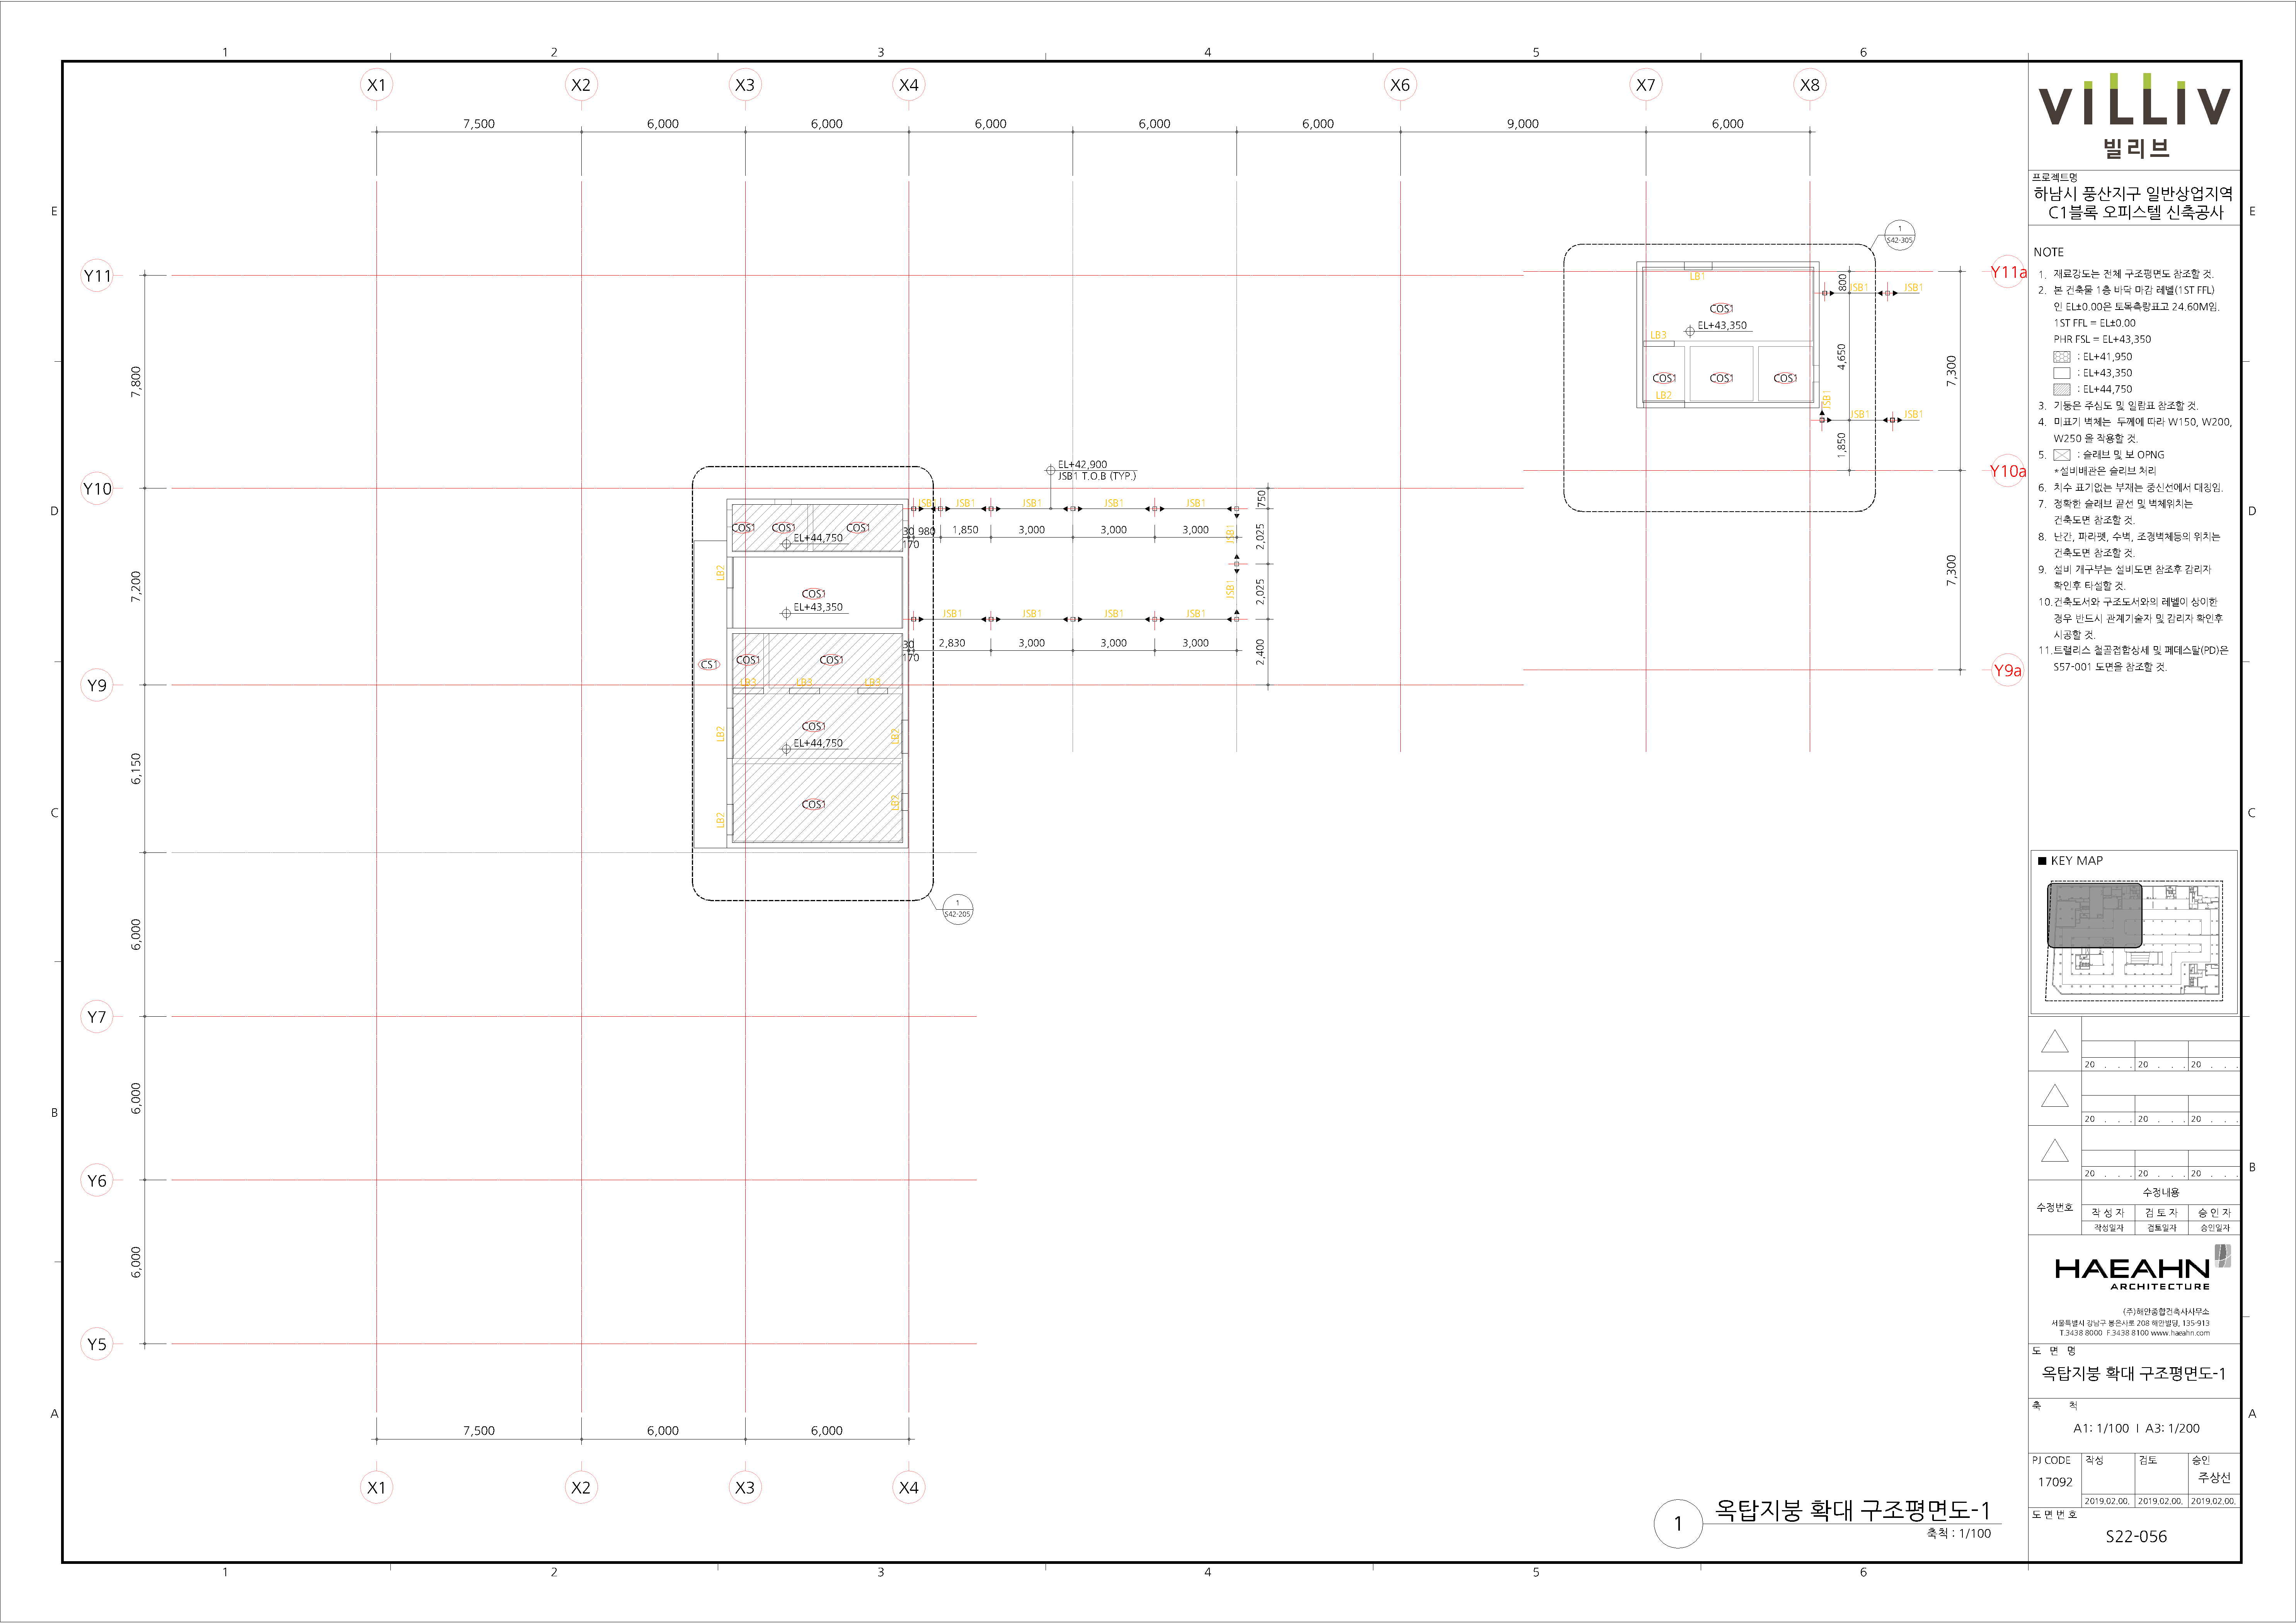 1 2 3 4 5 6
X1 X2 X3 X4 X6 X7 X8
7,500 6,000 6,000 6,000 6,000 6,000 9,000 6,000
E
E
Y11
Y11a
1
S42-305
LB1
800
JSB1
JSB1
COS1
EL+43,350
LB3
4,650
7,300
7,800
COS1 COS1 COS1
LB2
JSB1
JSB1
JSB1
1,850
EL+42,900
JSB1 T.O.B (TYP.)
Y10
Y10a
D
D
JSB1 JSB1 JSB1 JSB1
750
COS1 COS1 COS1
30 980 1,850 3,000 3,000 3,000
170
EL+44,750
JSB1
2,025
7,200
LB2
7,300
COS1
EL+43,350
JSB1
2,025
JSB1 JSB1 JSB1 JSB1
30 2,830 3,000 3,000 3,000
170
2,400
CS1
COS1
COS1
LB3 LB3 LB3
Y9
Y9a
COS1
LB2
LB2
EL+44,750
6,150
COS1
LB2
LB2
C
C
1
S42-205
6,000
Y7
6,000
B
B
Y6
6,000
Y5
A
A
7,500 6,000 6,000
X1 X2 X3 X4
1
옥탑지붕 확대 구조평면도-1
축척 : 1/100
1 2 3 4 5 6
VILLIV
빌리브
프로젝트명
하남시 풍산지구 일반상업지역
C1블록 오피스텔 신축공사
NOTE
1. 재료강도는 전체 구조평면도 참조할 것.
2. 본 건축물 1층 바닥 마감 레벨(1ST FFL)
인 EL±0.00은 토목측량표고 24.60M임.
1ST FFL = EL±0.00
PHR FSL = EL+43,350
: EL+41,950
: EL+43,350
: EL+44,750
3. 기둥은 주심도 및 일람표 참조할 것.
4. 미표기 벽체는 두께에 따라 W150, W200,
W250 을 적용할 것.
5. : 슬래브 및 보 OPNG
*설비배관은 슬리브 처리
6. 치수 표기없는 부재는 중심선에서 대칭임.
7. 정확한 슬래브 끝선 및 벽체위치는
건축도면 참조할 것.
8. 난간, 파라펫, 수벽, 조경벽체등의 위치는
건축도면 참조할 것.
9. 설비 개구부는 설비도면 참조후 감리자
확인후 타설할 것.
10.건축도서와 구조도서와의 레벨이 상이한
경우 반드시 관계기술자 및 감리자 확인후
시공할 것.
11.트랠리스 철골접합상세 및 페데스탈(PD)은
S57-001 도면을 참조할 것.
■ KEY MAP
20 . . . 20 . . . 20 . . .
20 . . . 20 . . . 20 . . .
20 . . . 20 . . . 20 . . .
수정번호
수정내용
작 성 자 검 토 자 승 인 자
작성일자 검토일자 승인일자
HAEAHN
ARCHITECTURE
(주)해안종합건축사사무소
서울특별시 강남구 봉은사로 208 해안빌딩, 135-913
T.3438 8000 F.3438 8100 www.haeahn.com
도 면 명
옥탑지붕 확대 구조평면도-1
축 척
A1: 1/100 I A3: 1/200
PJ CODE 작성 검토 승인
17092 주상선
2019.02.00. 2019.02.00. 2019.02.00.
도 면 번 호
S22-056